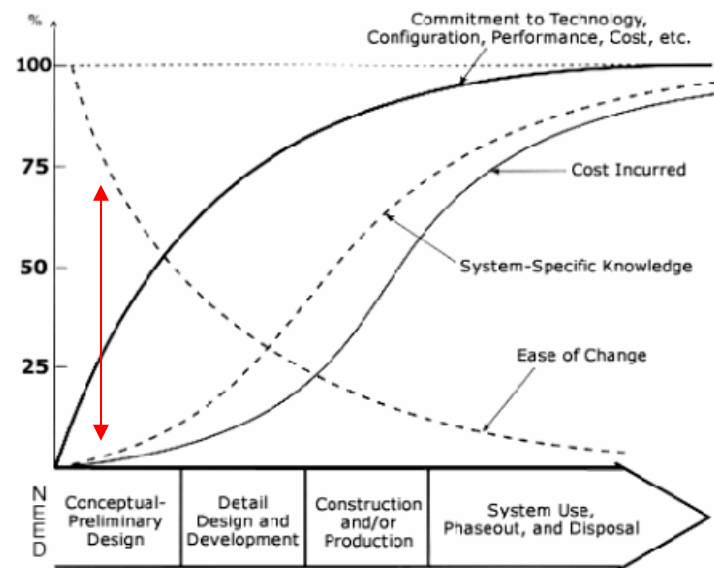 %
Commitment to Technology,
Configuration, Performance, Cost, etc.
100
75
Cost Incurred
50
System-Specific Knowledge
25
Ease of Change
NEED
Conceptual-
Preliminary
Design
Detail
Design and
Development
Construction
and/or
Production
System Use,
Phaseout, and Disposal